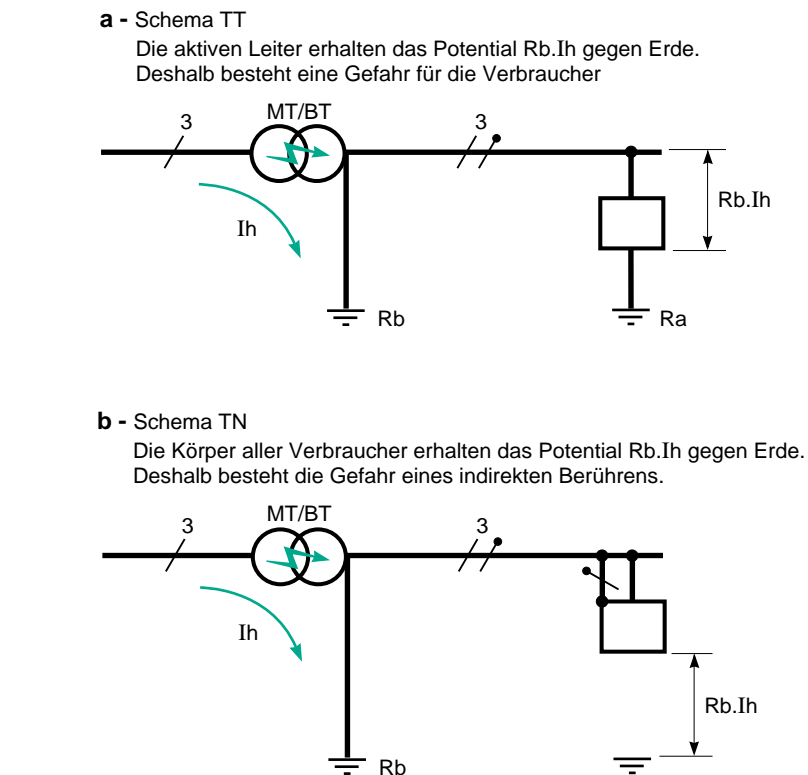 a - Schema TT
Die aktiven Leiter erhalten das Potential Rb.Ih gegen Erde.
Deshalb besteht eine Gefahr für die Verbraucher
MT/BT
3
3
Rb.Ih
Ih
Rb
Ra
b - Schema TN
Die Körper aller Verbraucher erhalten das Potential Rb.Ih gegen Erde.
Deshalb besteht die Gefahr eines indirekten Berührens.
MT/BT
3
3
Ih
Rb.Ih
Rb